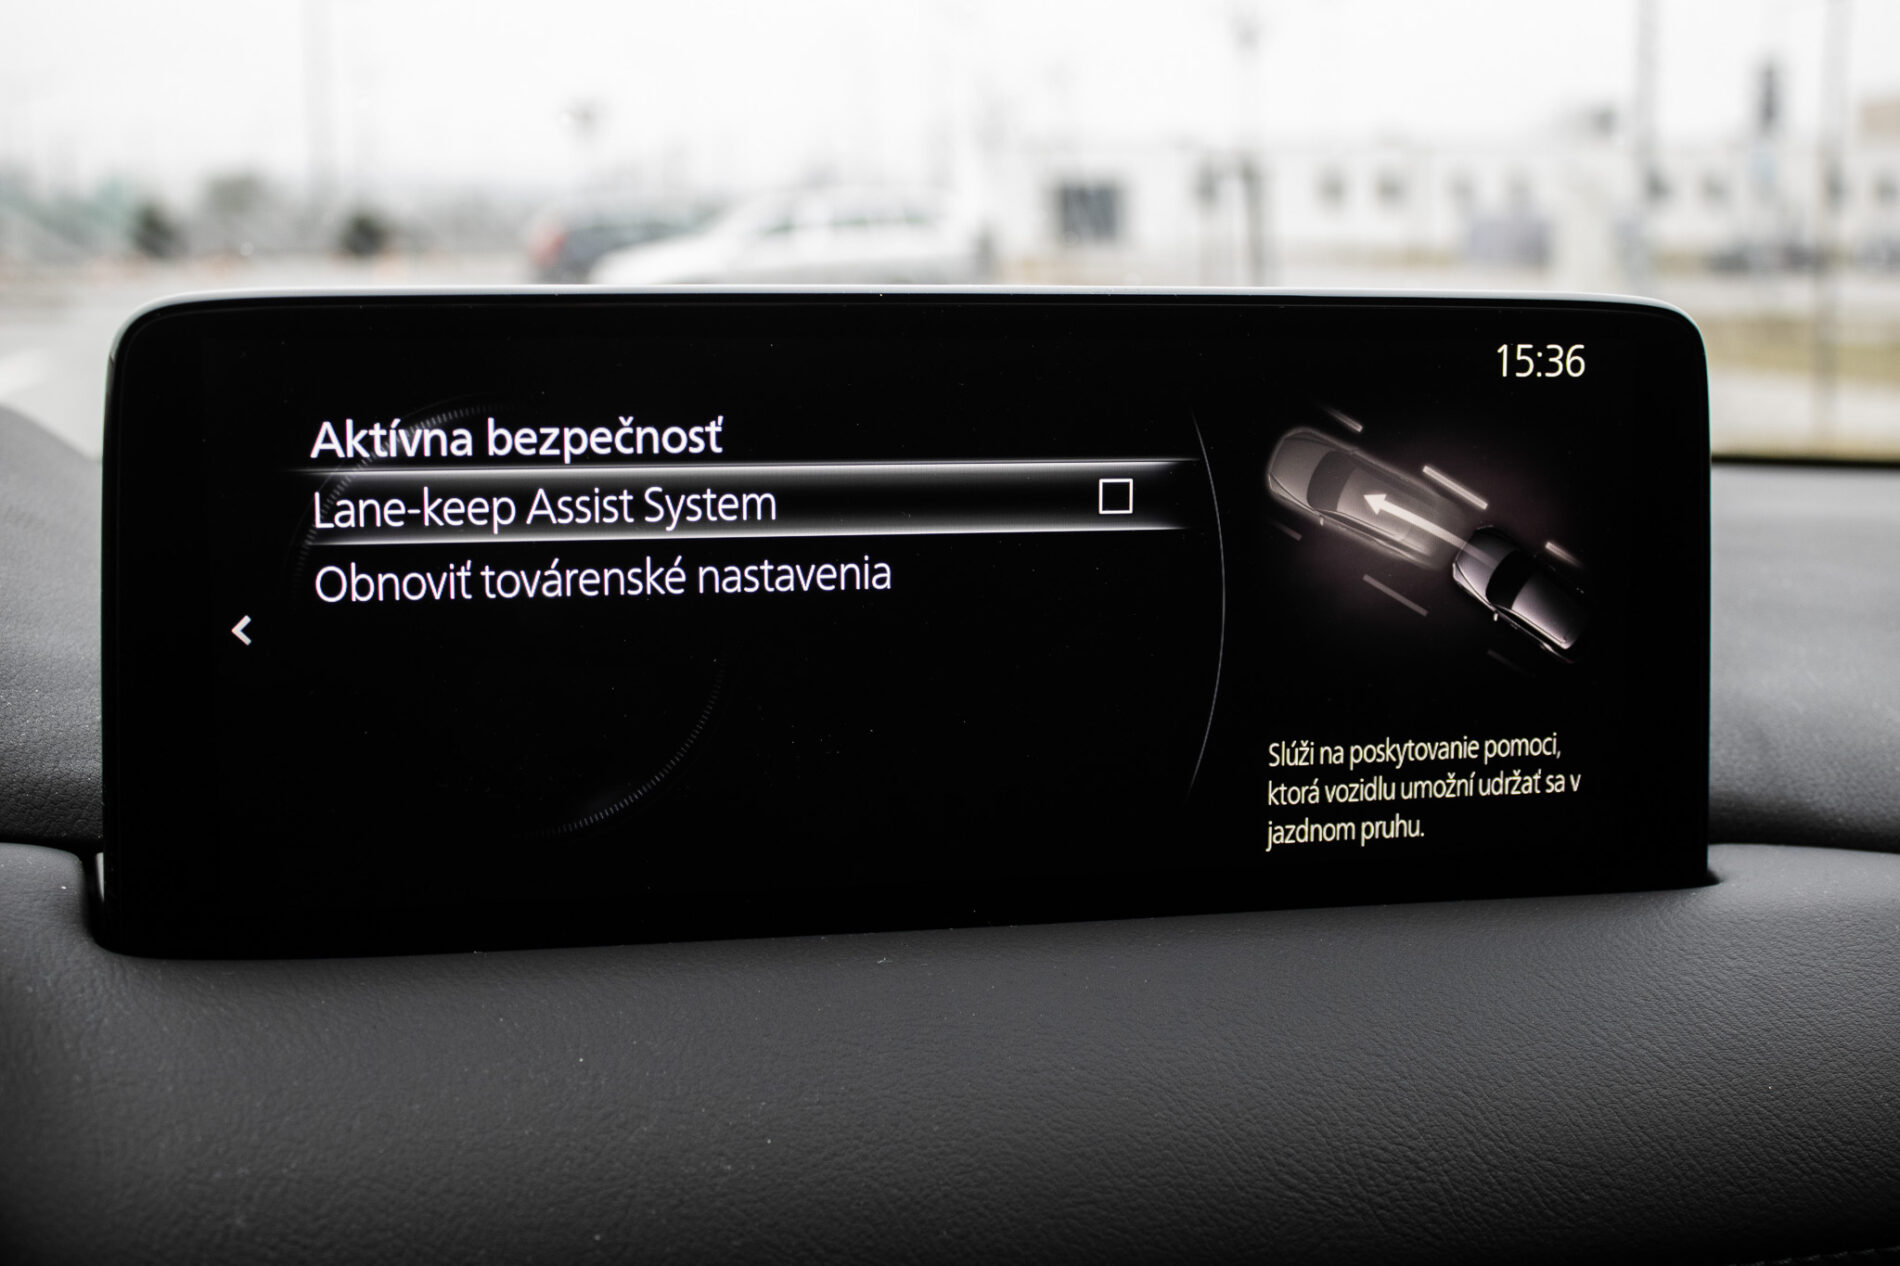 15:36
Aktívna bezpečnosť
Lane-keep Assist System
Obnoviť továrenské nastavenia
Slúži na poskytovanie pomoci,
ktorá vozidlu umožní udržať sa v
jazdnom pruhu.